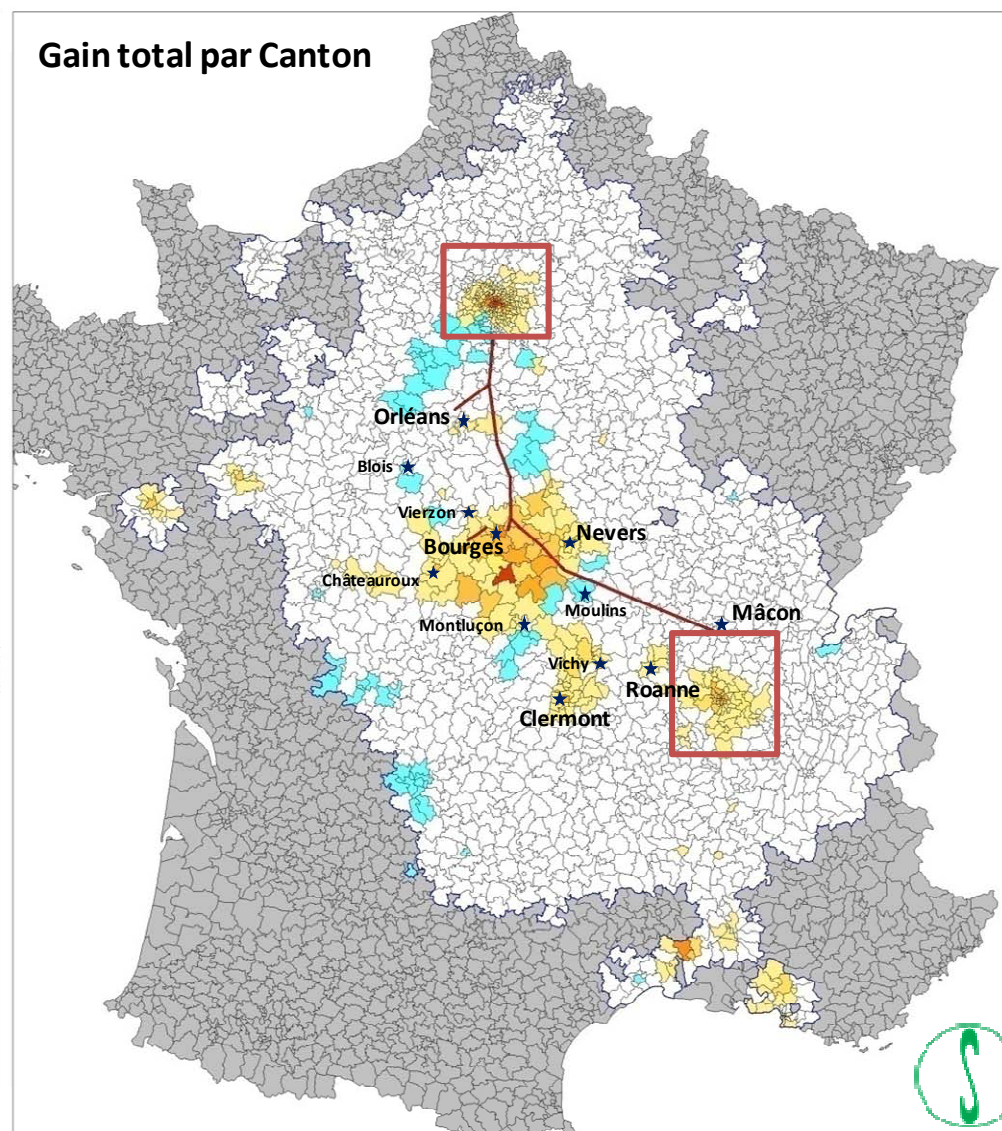 Gain total par Canton
Orléans
Blois
Vierzon
Bourges
Nevers
Châteauroux
Moulins
Mâcon
Montluçon
Vichy
Roanne
Clermont
S